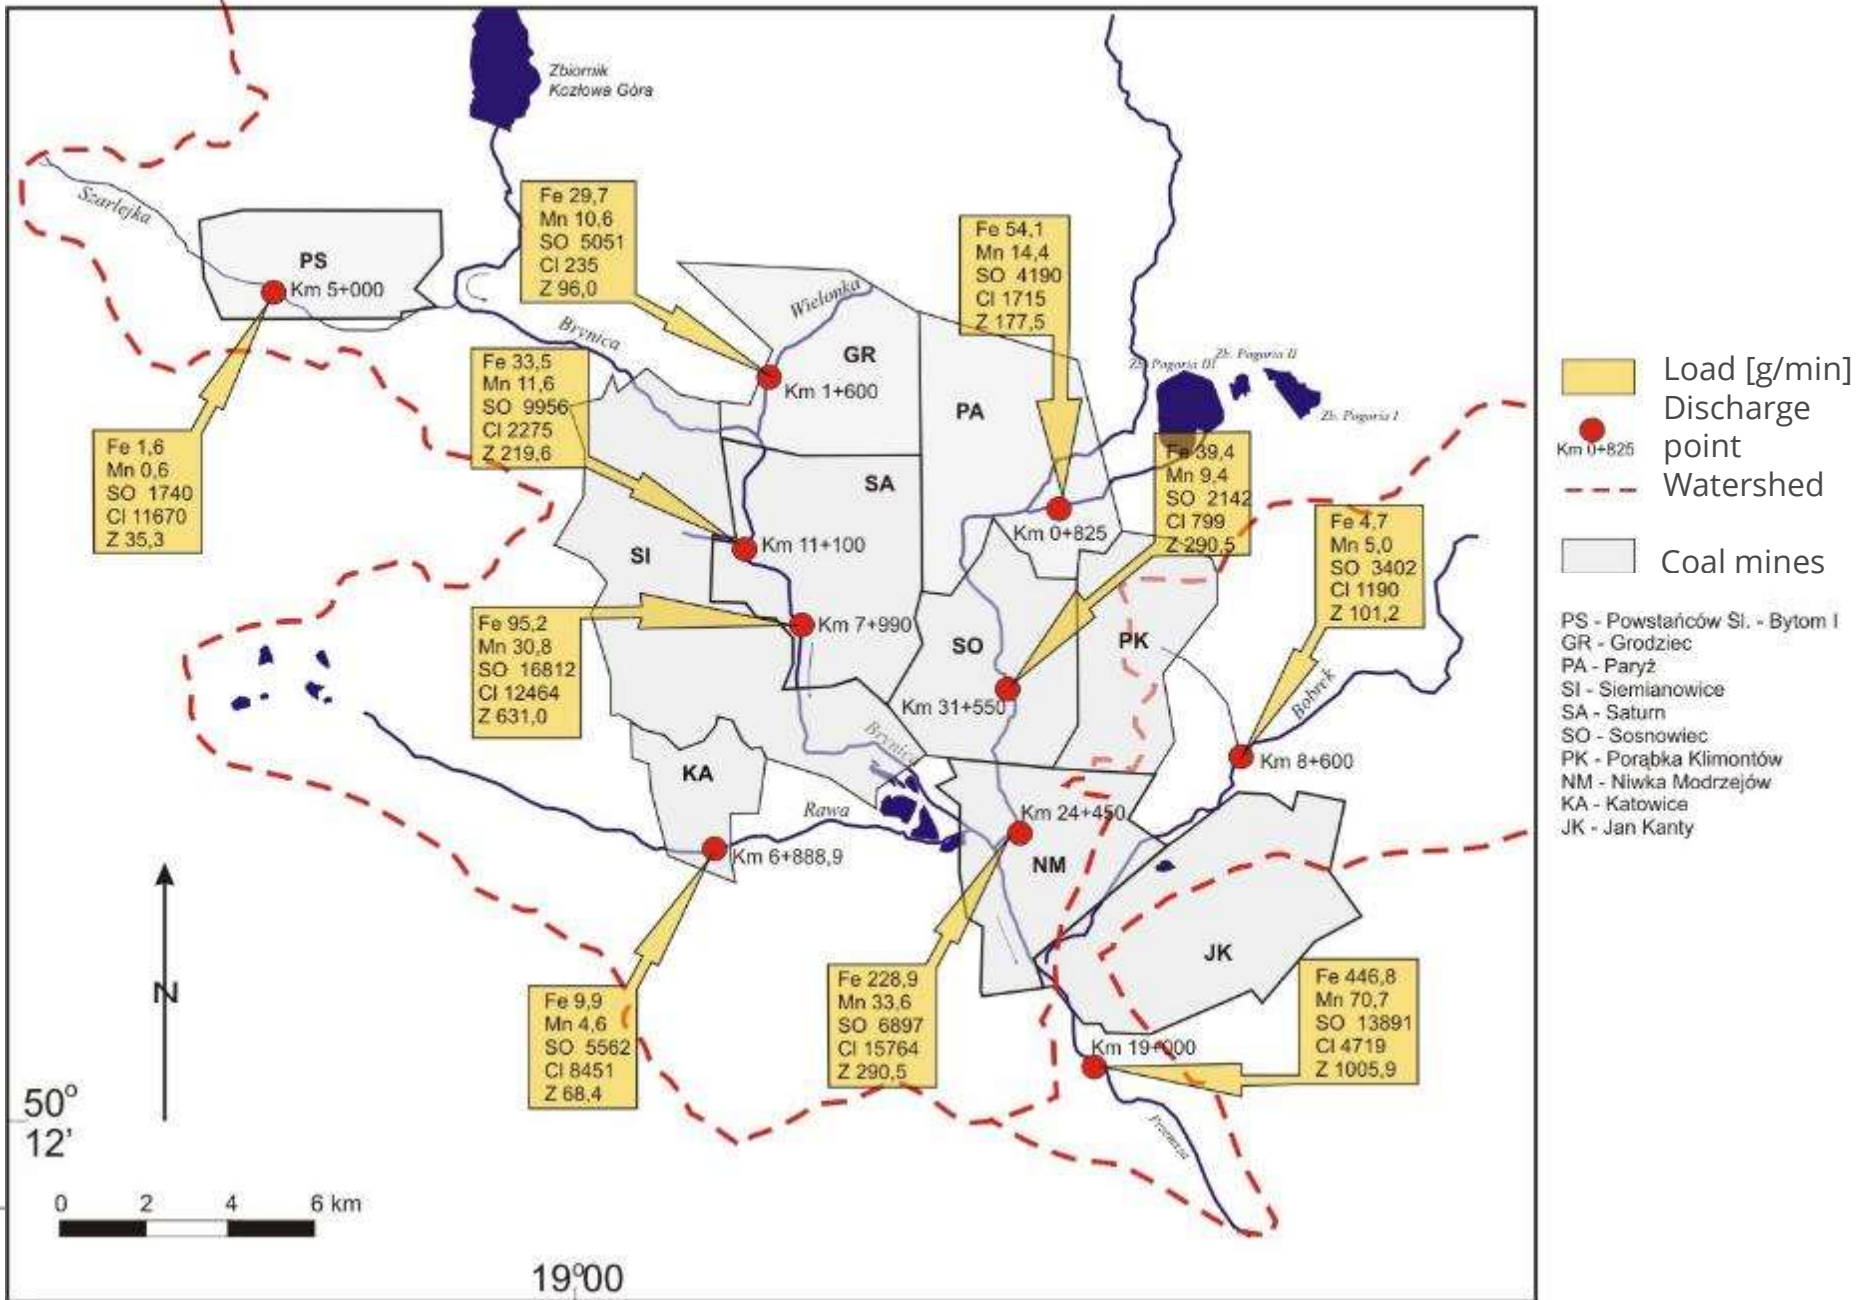 Zbiornik
Kozłowa Góra
Szarlejka
PS
Km 5+000
Fe 29,7
Mn 10,6
SO 5051
Cl 235
Z 96,0
Wielonka
Brynica
GR
Km 1+600
Fe 54,1
Mn 14,4
SO 4190
Cl 1715
Z 177,5
Zb. Pogoria III
Zb. Pogoria II
Zb. Pogoria I
PA
Fe 33,5
Mn 11,6
SO 9956
Cl 2275
Z 219,6
Fe 1,6
Mn 0,6
SO 1740
Cl 11670
Z 35,3
SA
SI
Km 11+100
Km 0+825
Fe 39,4
Mn 9,4
SO 2142
Cl 799
Z 290,5
Fe 4,7
Mn 5,0
SO 3402
Cl 1190
Z 101,2
Fe 95,2
Mn 30,8
SO 16812
Cl 12464
Z 631,0
Km 7+990
SO
PK
Km 31+550
Bobrek
Brynica
Km 8+600
KA
Rawa
Km 24+450
Km 6+888,9
NM
JK
N
Fe 9,9
Mn 4,6
SO 5562
Cl 8451
Z 68,4
Fe 228,9
Mn 33,6
SO 6897
Cl 15764
Z 290,5
Fe 446,8
Mn 70,7
SO 13891
Cl 4719
Z 1005,9
Km 19+000
Przemsza
50°
12'
0 2 4 6 km
19°00
Load [g/min]
Discharge
point
Km 0+825
Watershed
Coal mines
PS - Powstańców Śl. - Bytom I
GR - Grodziec
PA - Paryż
SI - Siemianowice
SA - Saturn
SO - Sosnowiec
PK - Porąbka Klimontów
NM - Niwka Modrzejów
KA - Katowice
JK - Jan Kanty